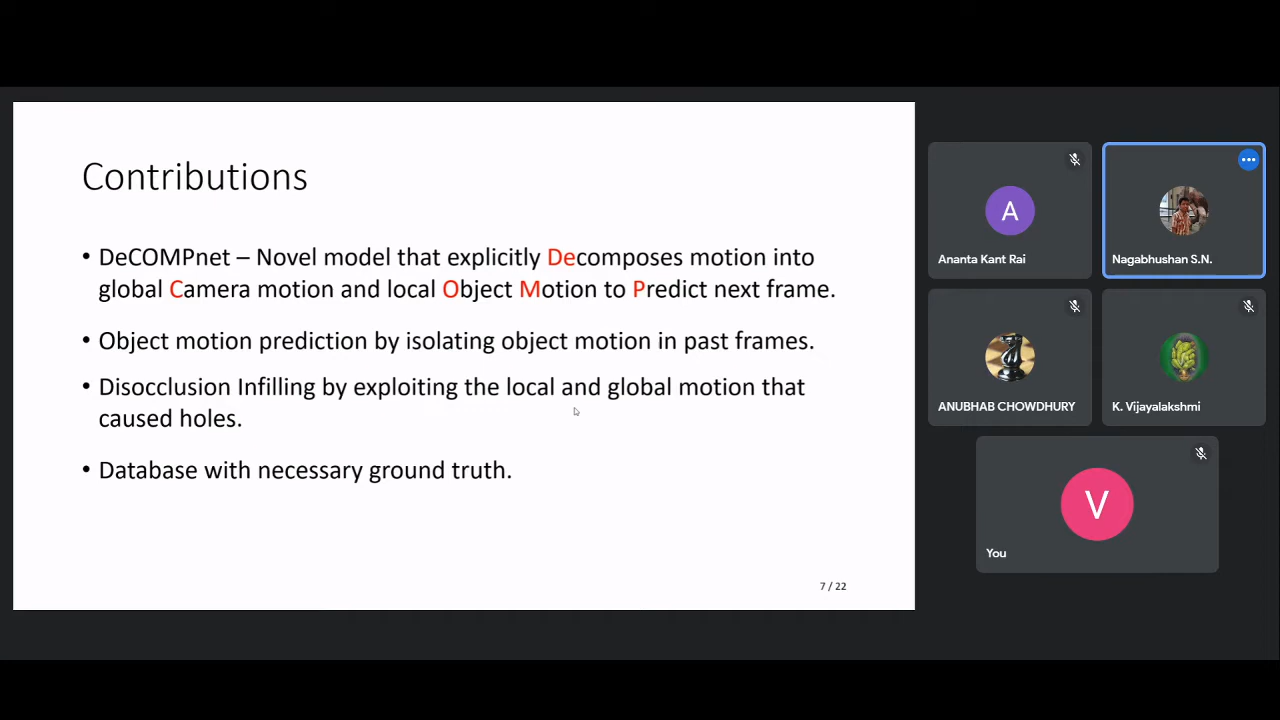 Contributions
• DeCOMPnet – Novel model that explicitly Decomposes motion into
global Camera motion and local Object Motion to Predict next frame.
• Object motion prediction by isolating object motion in past frames.
• Disocclusion Infilling by exploiting the local and global motion that
caused holes.
• Database with necessary ground truth.
7 / 22
A
Ananta Kant Rai
Nagabhushan S.N.
ANUBHAB CHOWDHURY
K. Vijayalakshmi
V
You